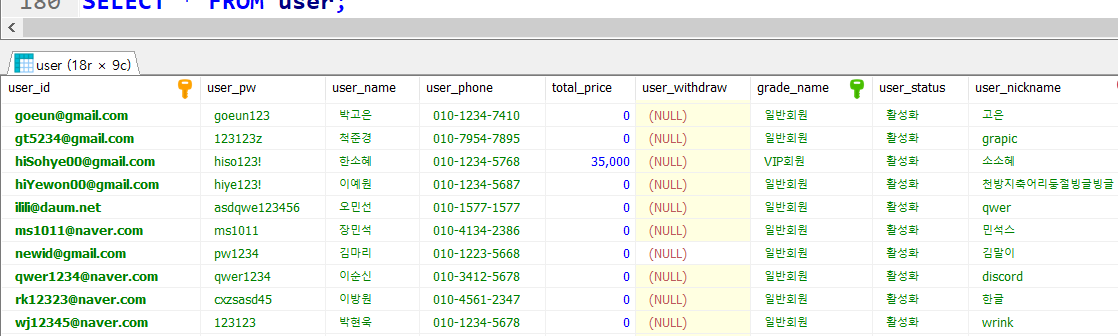 180 SELECT * FROM user;
user (18r × 9c)
user_id user_pw user_name user_phone total_price user_withdraw grade_name user_status user_nickname
goeun@gmail.com goeun123 박고은 010-1234-7410 0 (NULL) 일반회원 활성화 고은
gt5234@gmail.com 123123z 척준경 010-7954-7895 0 (NULL) 일반회원 활성화 grapic
hiSohye00@gmail.com hiso123! 한소혜 010-1234-5768 35,000 (NULL) VIP회원 활성화 소소혜
hiYewon00@gmail.com hiye123! 이예원 010-1234-5687 0 (NULL) 일반회원 활성화 천방지축어리둥절빙글빙글
ilili@daum.net asdqwe123456 오민선 010-1577-1577 0 (NULL) 일반회원 활성화 qwer
ms1011@naver.com ms1011 장민석 010-4134-2386 0 (NULL) 일반회원 활성화 민석스
newid@gmail.com pw1234 김마리 010-1223-5668 0 (NULL) 일반회원 활성화 김말이
qwer1234@naver.com qwer1234 이순신 010-3412-5678 0 (NULL) 일반회원 활성화 discord
rk12323@naver.com cxzsasd45 이방원 010-4561-2347 0 (NULL) 일반회원 활성화 한글
wj12345@naver.com 123123 박현욱 010-1234-5678 0 (NULL) 일반회원 활성화 wrink